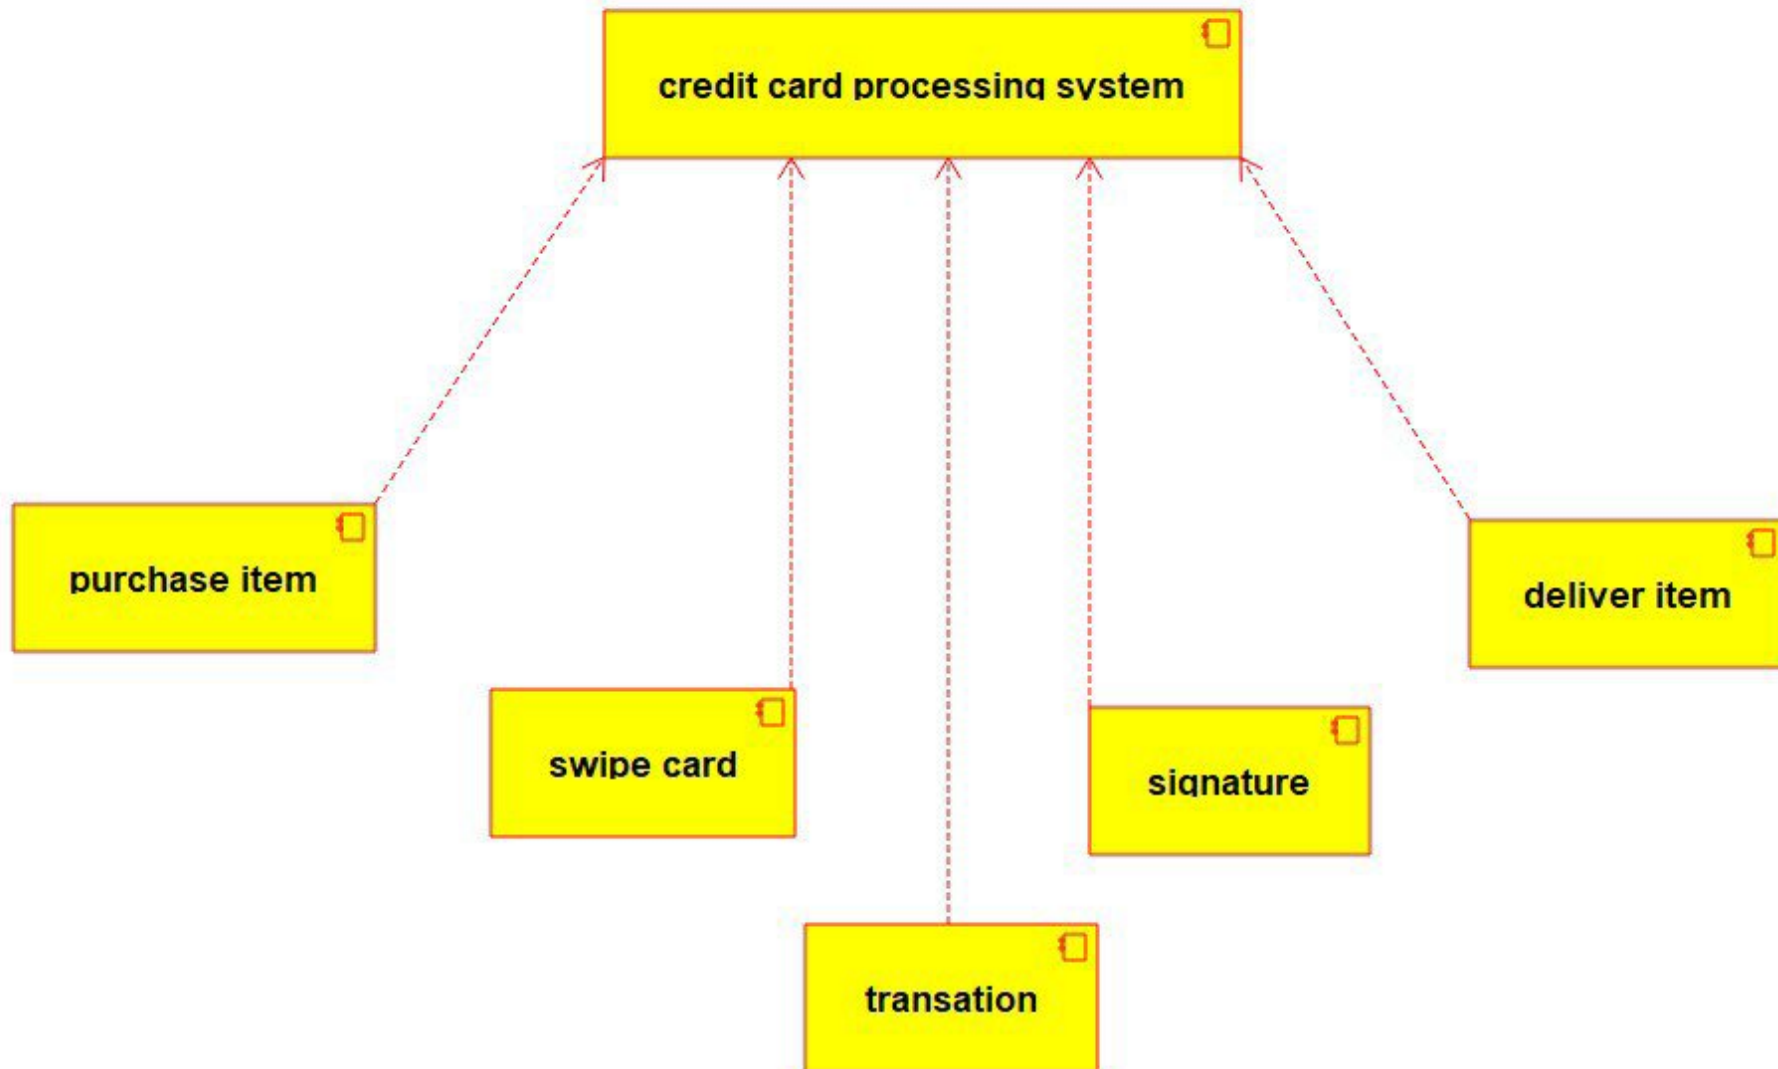 credit card processing system
purchase item
deliver item
swipe card
signature
transation